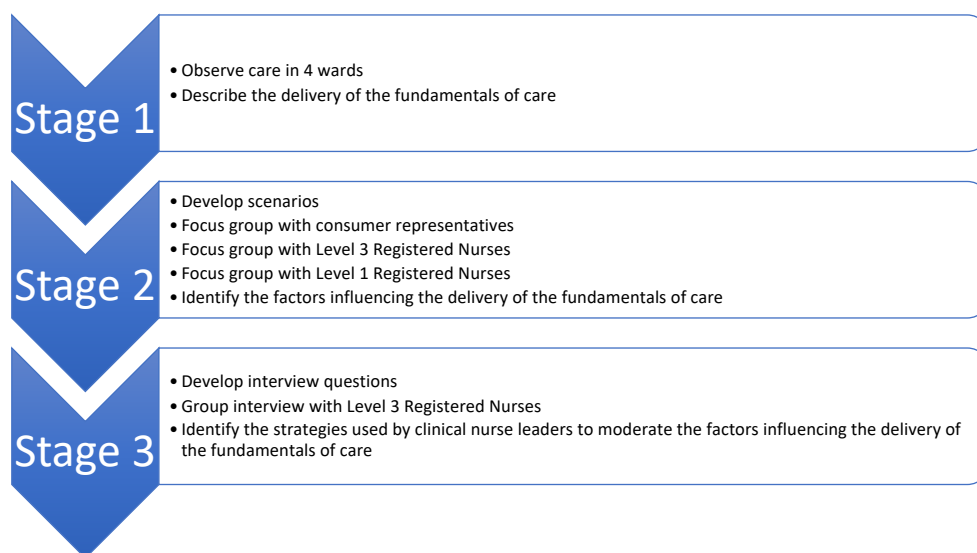 Stage 1
• Observe care in 4 wards
• Describe the delivery of the fundamentals of care
Stage 2
• Develop scenarios
• Focus group with consumer representatives
• Focus group with Level 3 Registered Nurses
• Focus group with Level 1 Registered Nurses
• Identify the factors influencing the delivery of the fundamentals of care
Stage 3
• Develop interview questions
• Group interview with Level 3 Registered Nurses
• Identify the strategies used by clinical nurse leaders to moderate the factors influencing the delivery of
the fundamentals of care